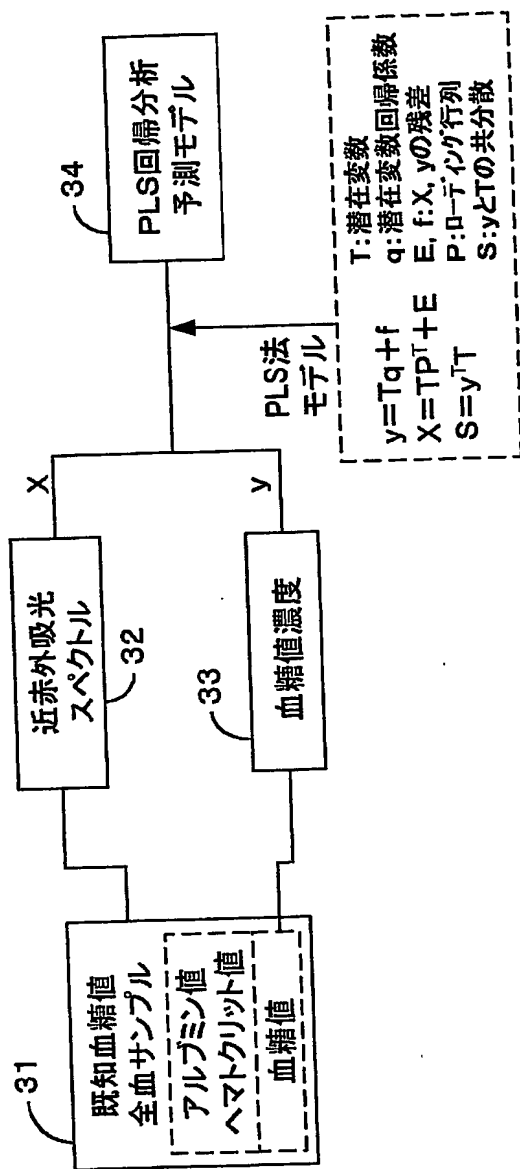 31
既知血糖値
全血サンプル
アルブミン値
ヘマトクリット値
血糖値
近赤外吸光
スペクトル
32
X
33
血糖値濃度
y
34
PLS回帰分析
予測モデル
PLS法
モデル
y=Tq+f
X=TPᵀ+E
S=yᵀT
T:潜在変数
q:潜在変数回帰係数
E, f:X, yの残差
P:ローディング行列
S:yとTの共分散